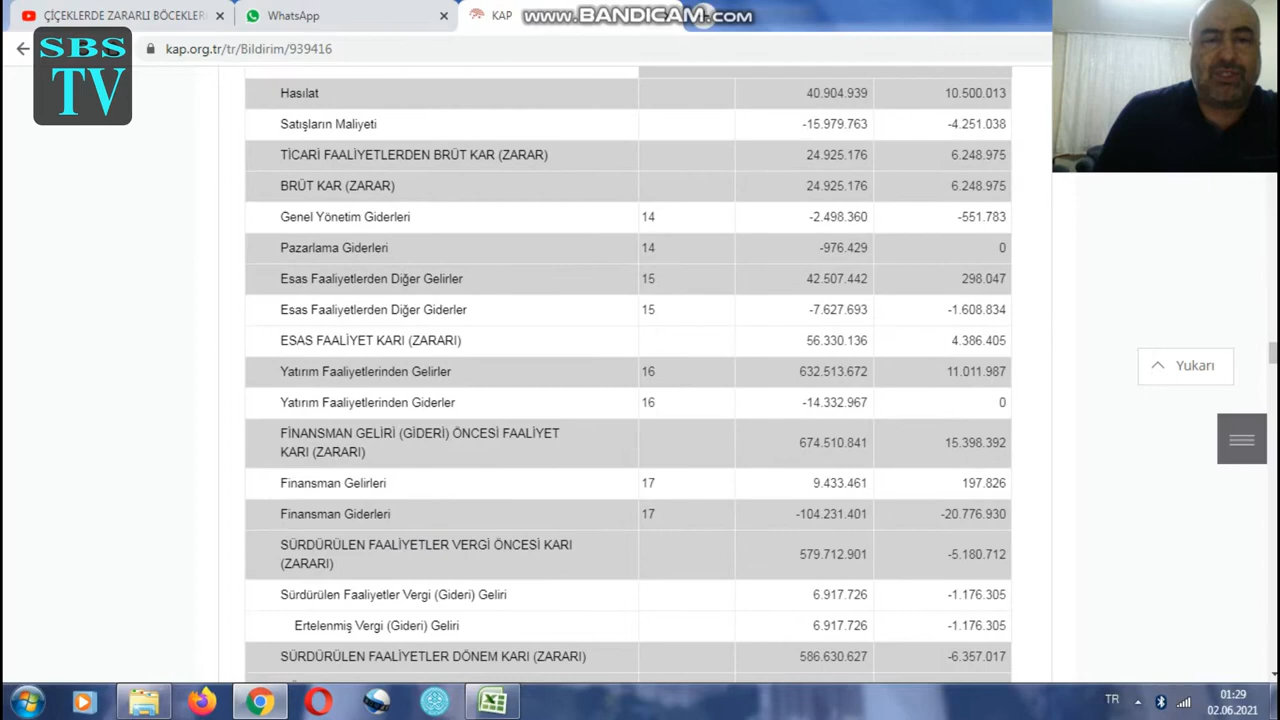 ÇİÇEKLERDE ZARARLI BÖCEKLER
WhatsApp
KAP
www.BANDICAM.com
kap.org.tr/tr/Bildirim/939416
SBS
TV
Hasılat 40.904.939 10.500.013
Satışların Maliyeti -15.979.763 -4.251.038
TİCARİ FAALİYETLERDEN BRÜT KAR (ZARAR) 24.925.176 6.248.975
BRÜT KAR (ZARAR) 24.925.176 6.248.975
Genel Yönetim Giderleri 14 -2.498.360 -551.783
Pazarlama Giderleri 14 -976.429 0
Esas Faaliyetlerden Diğer Gelirler 15 42.507.442 298.047
Esas Faaliyetlerden Diğer Giderler 15 -7.627.693 -1.608.834
ESAS FAALİYET KARI (ZARARI) 56.330.136 4.386.405
Yatırım Faaliyetlerinden Gelirler 16 632.513.672 11.011.987
Yatırım Faaliyetlerinden Giderler 16 -14.332.967 0
FİNANSMAN GELİRİ (GİDERİ) ÖNCESİ FAALİYET
KARI (ZARARI) 674.510.841 15.398.392
Finansman Gelirleri 17 9.433.461 197.826
Finansman Giderleri 17 -104.231.401 -20.776.930
SÜRDÜRÜLEN FAALİYETLER VERGİ ÖNCESİ KARI
(ZARARI) 579.712.901 -5.180.712
Sürdürülen Faaliyetler Vergi (Gideri) Geliri 6.917.726 -1.176.305
Ertelenmiş Vergi (Gideri) Geliri 6.917.726 -1.176.305
SÜRDÜRÜLEN FAALİYETLER DÖNEM KARI (ZARARI) 586.630.627 -6.357.017
Yukarı
TR
01:29
02.06.2021